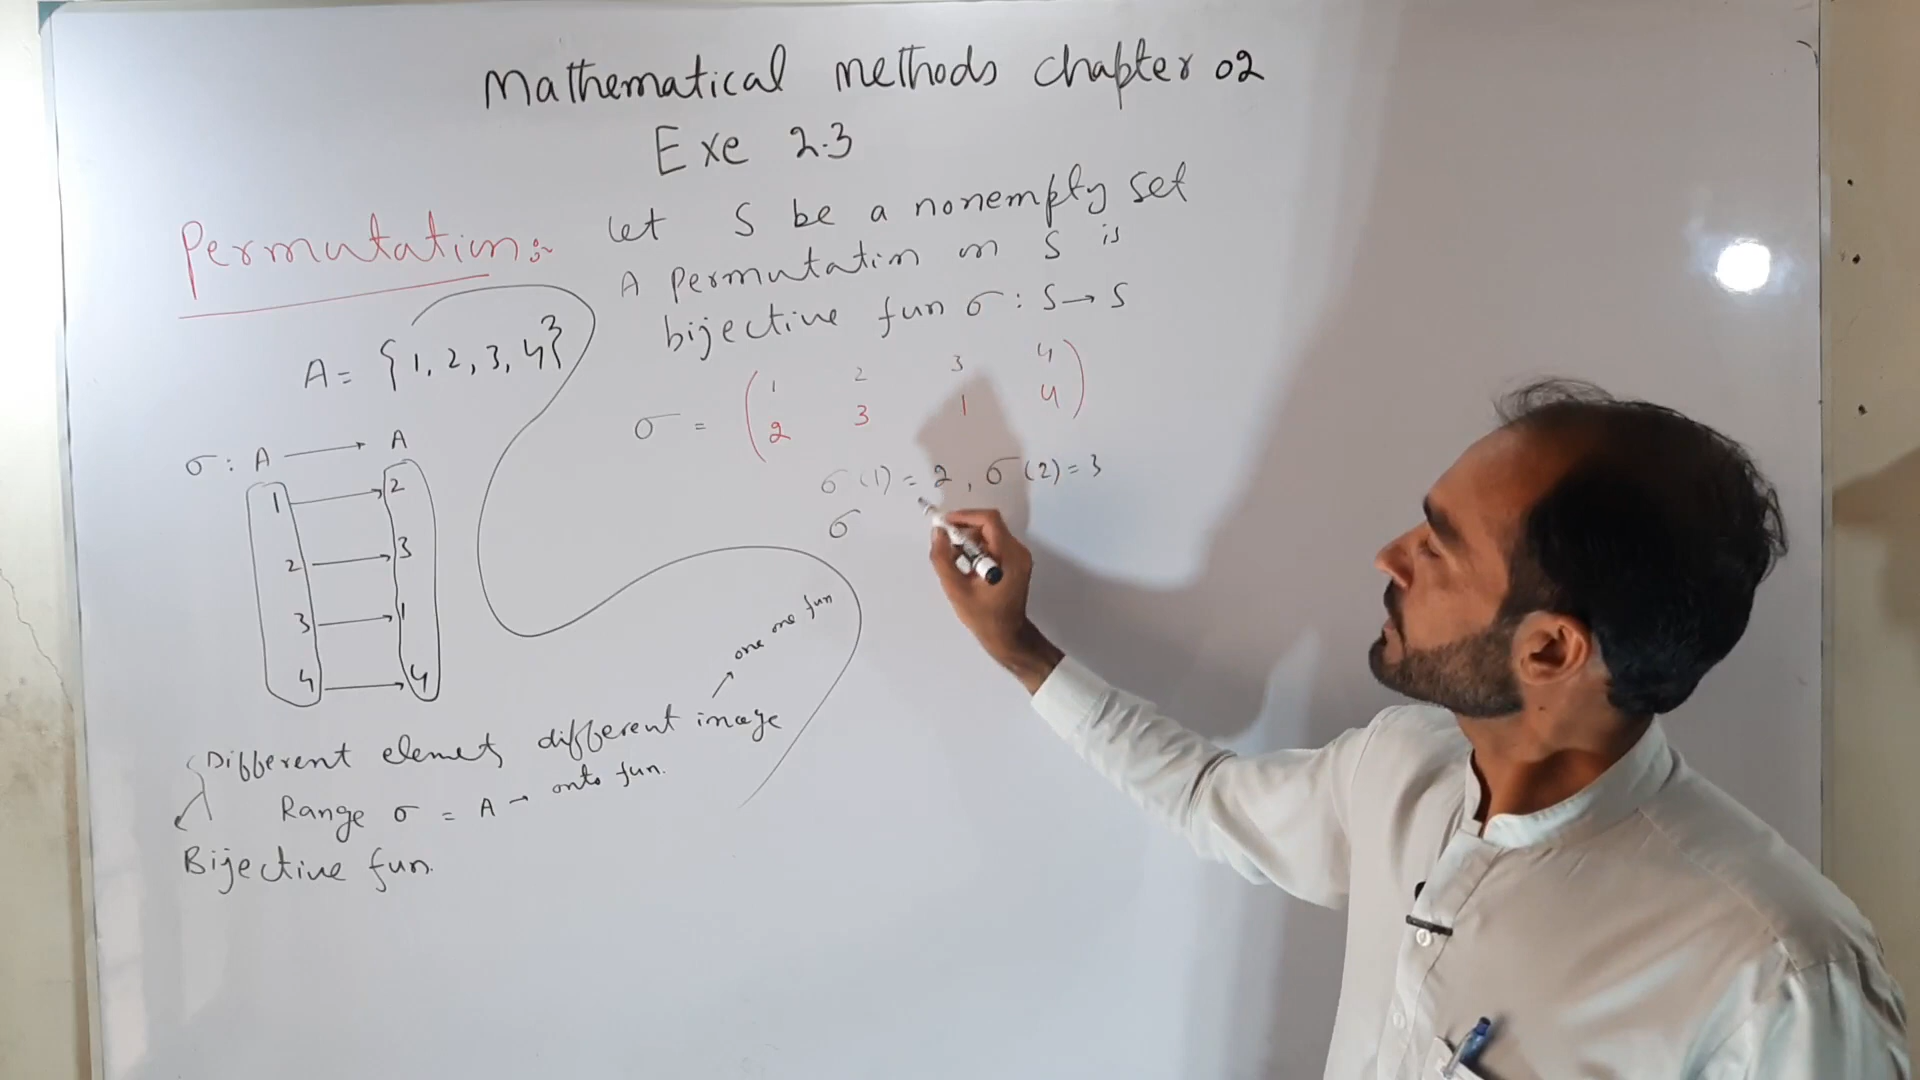 Mathematical methods chapter 02
Exe 2.3
Permutation:
Let S be a nonempty set
A permutation on S is
bijective fun σ : S → S
A = {1, 2, 3, 4}
σ = ( 1 2 3 4
2 3 1 4 )
σ : A → A
1 → 2
2 → 3
3 → 1
4 → 4
σ (1) = 2, σ (2) = 3
σ
one one fun
Different elements different image
Range σ = A → onto fun.
Bijective fun.